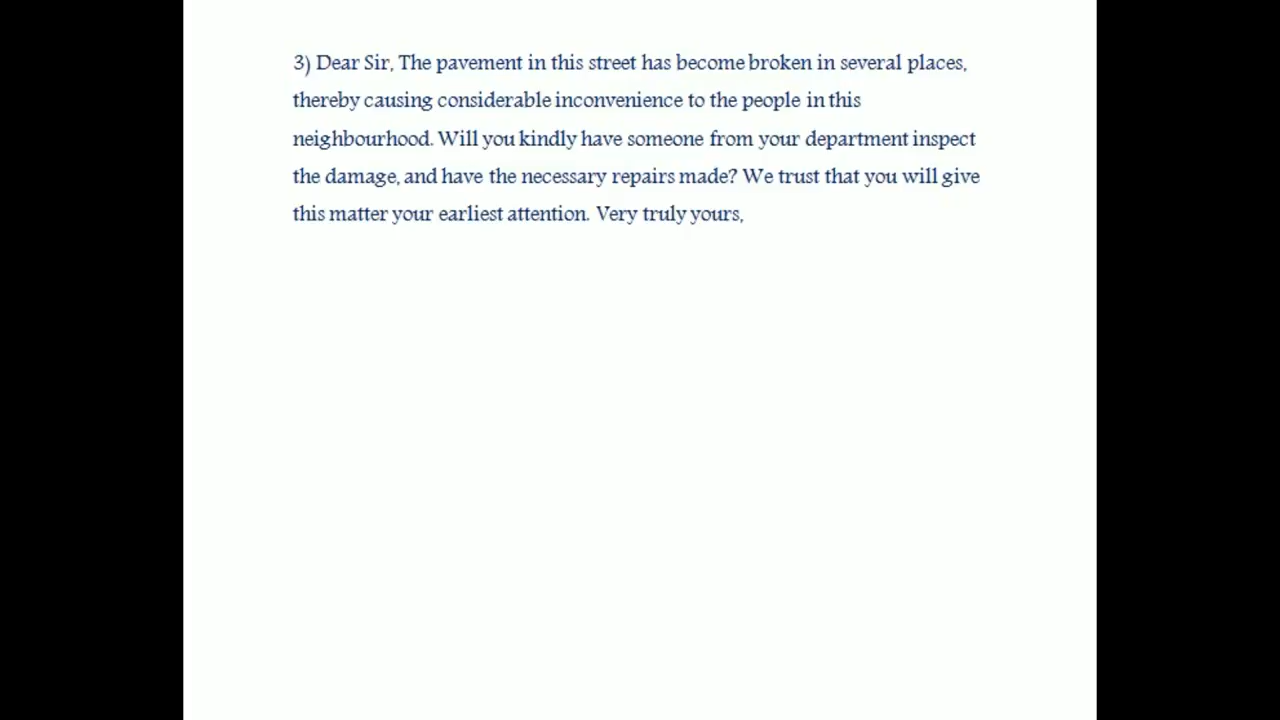 3) Dear Sir, The pavement in this street has become broken in several places,
thereby causing considerable inconvenience to the people in this
neighbourhood. Will you kindly have someone from your department inspect
the damage, and have the necessary repairs made? We trust that you will give
this matter your earliest attention. Very truly yours,